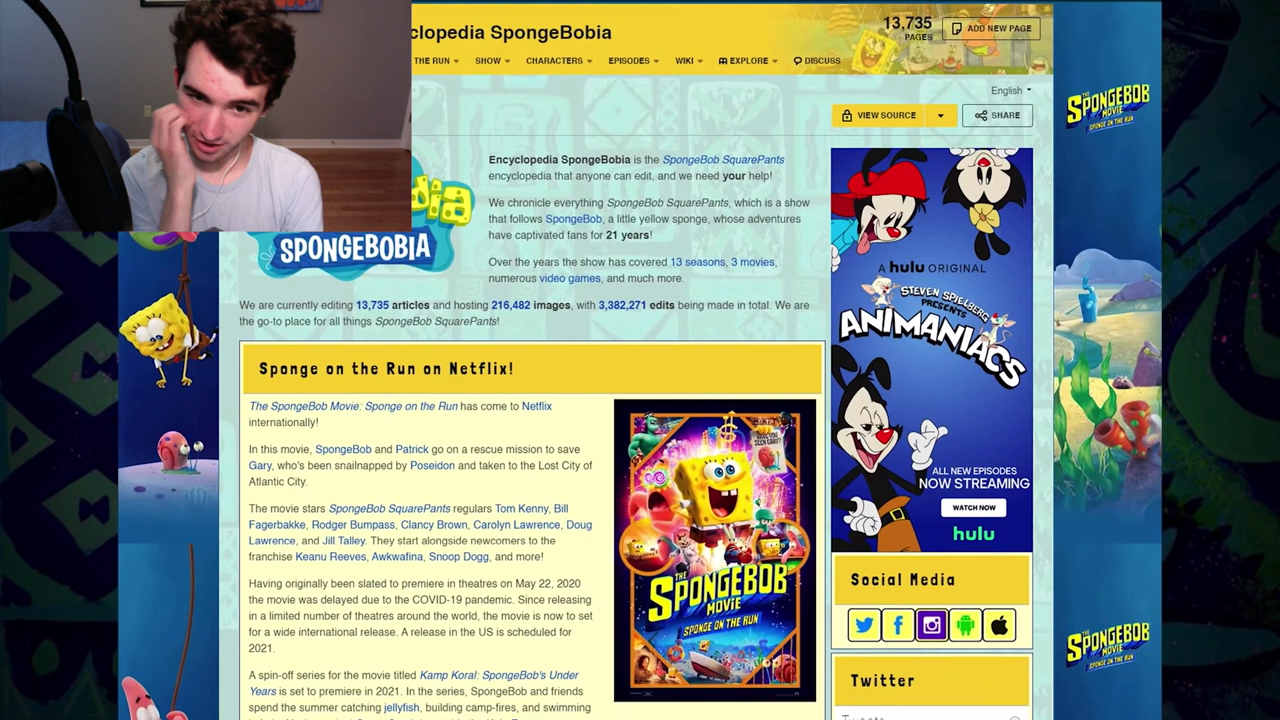 clopedia SpongeBobia
13,735
PAGES
ADD NEW PAGE
THE RUN
SHOW
CHARACTERS
EPISODES
WIKI
EXPLORE
DISCUSS
English
VIEW SOURCE
SHARE
dia
SPONGEBOBIA
Encyclopedia SpongeBobia is the SpongeBob SquarePants
encyclopedia that anyone can edit, and we need your help!
We chronicle everything SpongeBob SquarePants, which is a show
that follows SpongeBob, a little yellow sponge, whose adventures
have captivated fans for 21 years!
Over the years the show has covered 13 seasons, 3 movies,
numerous video games, and much more.
We are currently editing 13,735 articles and hosting 216,482 images, with 3,382,271 edits being made in total. We are
the go-to place for all things SpongeBob SquarePants!
Sponge on the Run on Netflix!
The SpongeBob Movie: Sponge on the Run has come to Netflix
internationally!
In this movie, SpongeBob and Patrick go on a rescue mission to save
Gary, who's been snailnapped by Poseidon and taken to the Lost City of
Atlantic City.
The movie stars SpongeBob SquarePants regulars Tom Kenny, Bill
Fagerbakke, Rodger Bumpass, Clancy Brown, Carolyn Lawrence, Doug
Lawrence, and Jill Talley. They start alongside newcomers to the
franchise Keanu Reeves, Awkwafina, Snoop Dogg, and more!
Having originally been slated to premiere in theatres on May 22, 2020
the movie was delayed due to the COVID-19 pandemic. Since releasing
in a limited number of theatres around the world, the movie is now to set
for a wide international release. A release in the US is scheduled for
2021.
A spin-off series for the movie titled Kamp Koral: SpongeBob's Under
Years is set to premiere in 2021. In the series, SpongeBob and friends
spend the summer catching jellyfish, building camp-fires, and swimming
THE
SPONGEBOB
MOVIE
SPONGE ON THE RUN
A hulu ORIGINAL
STEVEN SPIELBERG
PRESENTS
ANIMANIACS
ALL NEW EPISODES
NOW STREAMING
WATCH NOW
hulu
Social Media
Twitter
Tweets
THE
SPONGEBOB
MOVIE
SPONGE ON THE RUN
THE
SPONGEBOB
MOVIE
SPONGE ON THE RUN